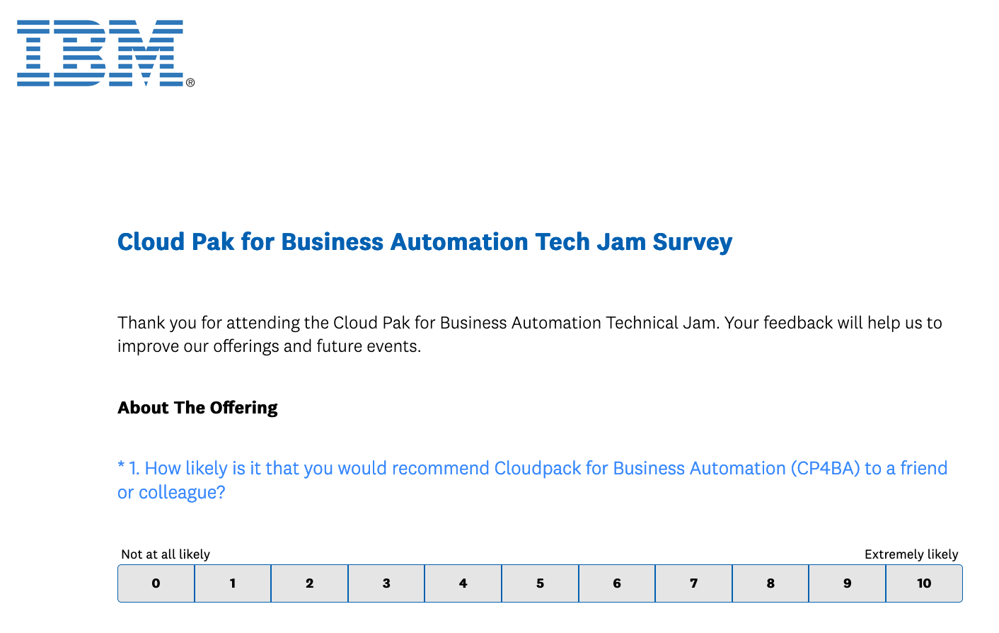 IBM®
Cloud Pak for Business Automation Tech Jam Survey
Thank you for attending the Cloud Pak for Business Automation Technical Jam. Your feedback will help us to
improve our offerings and future events.
About The Offering
* 1. How likely is it that you would recommend Cloudpack for Business Automation (CP4BA) to a friend
or colleague?
Not at all likely Extremely likely
0 1 2 3 4 5 6 7 8 9 10